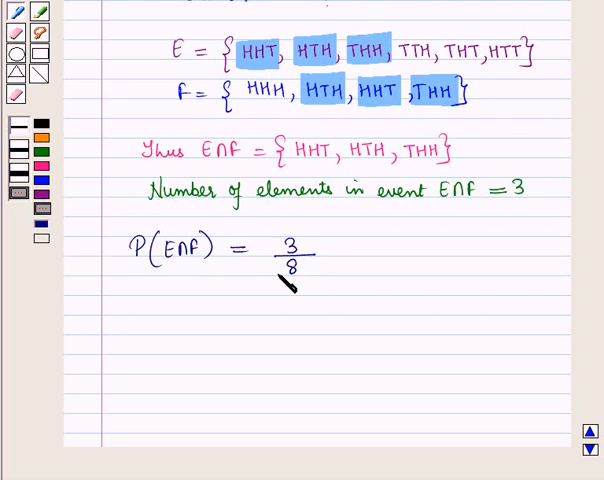 E = { HHT, HTH, THH, TTH, THT, HTT}
F = { HHH, HTH, HHT, THH }
Thus E∩F = { HHT, HTH, THH}
Number of elements in event E∩F = 3
P(E∩F) = 3/8